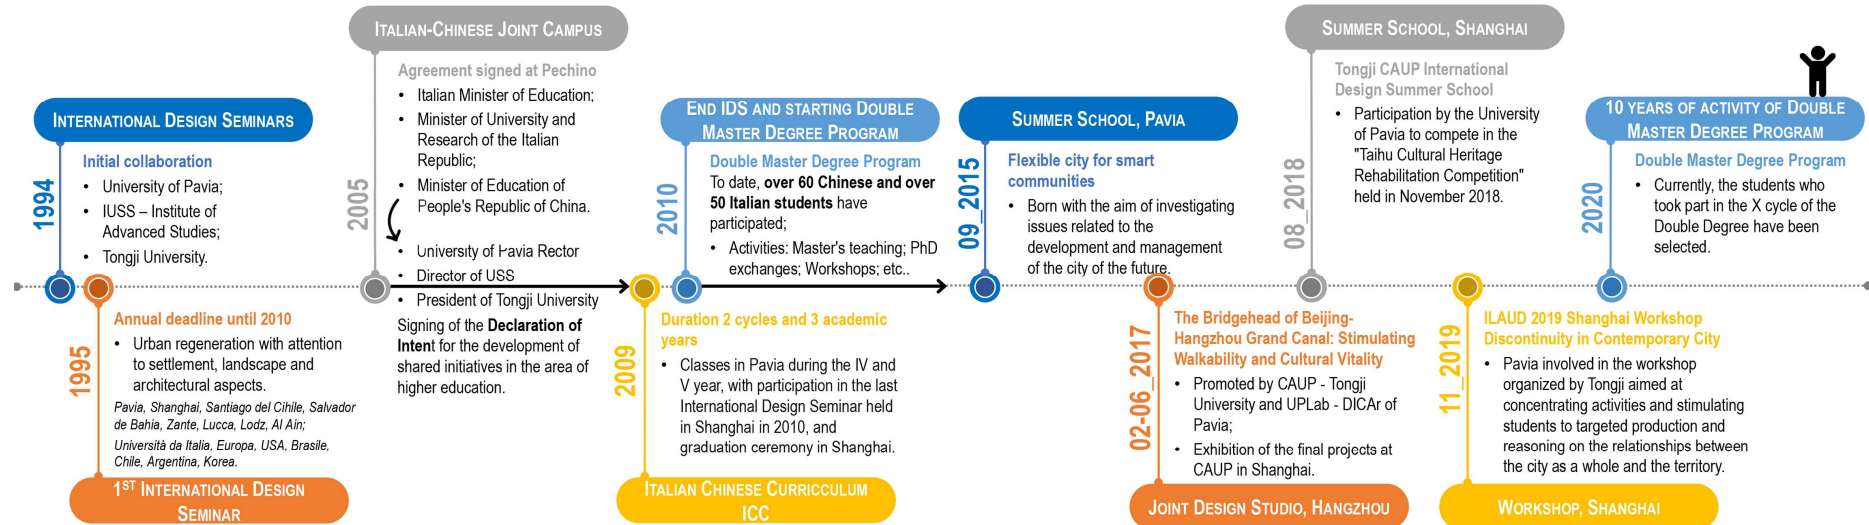 INTERNATIONAL DESIGN SEMINARS
1994
Initial collaboration
• University of Pavia;
• IUSS – Institute of
Advanced Studies;
• Tongji University.
1995
Annual deadline until 2010
• Urban regeneration with attention
to settlement, landscape and
architectural aspects.
Pavia, Shanghai, Santiago del Cihile, Salvador
de Bahia, Zante, Lucca, Lodz, Al Ain;
Università da Italia, Europa, USA, Brasile,
Chile, Argentina, Korea.
1ST INTERNATIONAL DESIGN
SEMINAR
ITALIAN-CHINESE JOINT CAMPUS
2005
Agreement signed at Pechino
• Italian Minister of Education;
• Minister of University and
Research of the Italian
Republic;
• Minister of Education of
People's Republic of China.
• University of Pavia Rector
• Director of USS
• President of Tongji University
Signing of the Declaration of
Intent for the development of
shared initiatives in the area of
higher education.
2009
Duration 2 cycles and 3 academic
years
• Classes in Pavia during the IV and
V year, with participation in the last
International Design Seminar held
in Shanghai in 2010, and
graduation ceremony in Shanghai.
ITALIAN CHINESE CURRICCULUM
ICC
END IDS AND STARTING DOUBLE
MASTER DEGREE PROGRAM
2010
Double Master Degree Program
To date, over 60 Chinese and over
50 Italian students have
participated;
• Activities: Master's teaching; PhD
exchanges; Workshops; etc..
SUMMER SCHOOL, PAVIA
09_2015
Flexible city for smart
communities
• Born with the aim of investigating
issues related to the
development and management
of the city of the future.
02-06_2017
The Bridgehead of Beijing-
Hangzhou Grand Canal: Stimulating
Walkability and Cultural Vitality
• Promoted by CAUP - Tongji
University and UPLab - DICAr of
Pavia;
• Exhibition of the final projects at
CAUP in Shanghai.
JOINT DESIGN STUDIO, HANGZHOU
SUMMER SCHOOL, SHANGHAI
08_2018
Tongji CAUP International
Design Summer School
• Participation by the University
of Pavia to compete in the
"Taihu Cultural Heritage
Rehabilitation Competition"
held in November 2018.
11_2019
ILAUD 2019 Shanghai Workshop
Discontinuity in Contemporary City
• Pavia involved in the workshop
organized by Tongji aimed at
concentrating activities and stimulating
students to targeted production and
reasoning on the relationships between
the city as a whole and the territory.
WORKSHOP, SHANGHAI
10 YEARS OF ACTIVITY OF DOUBLE
MASTER DEGREE PROGRAM
2020
Double Master Degree Program
• Currently, the students who
took part in the X cycle of the
Double Degree have been
selected.